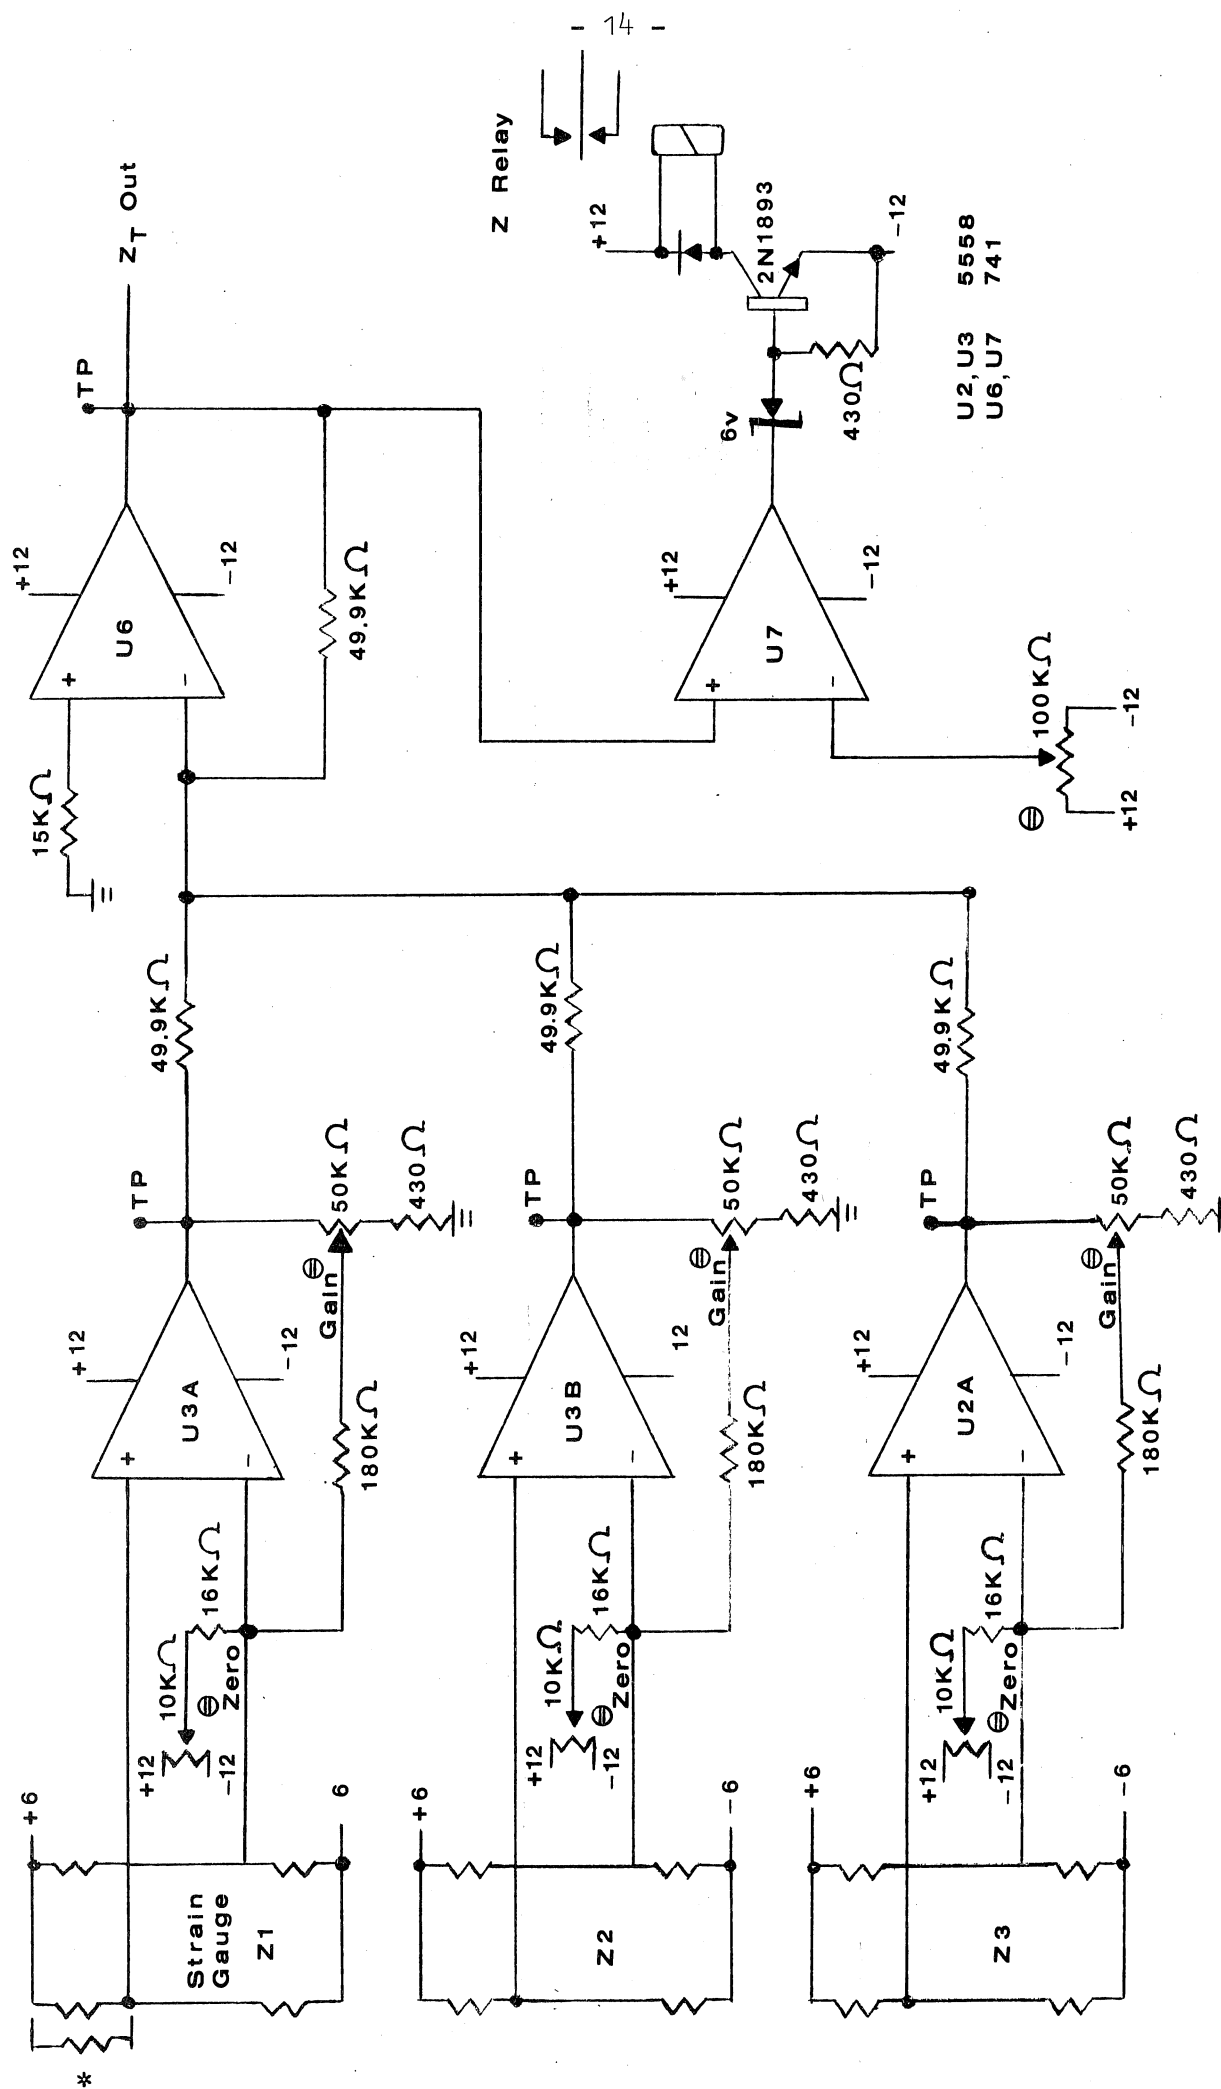 - 14 -
Z Relay
+12
2N1893
-12
U2,U3 5558
U6,U7 741
430Ω
6v
ZT Out
TP
+12
U6
+
-
-12
49.9KΩ
15KΩ
+12
U7
+
-
-12
100KΩ
+12
-12
49.9KΩ
49.9KΩ
49.9KΩ
TP
50KΩ
430Ω
Gain
+12
U3A
+
-
-12
180KΩ
16KΩ
10KΩ
Zero
+12
-12
+6
6
Strain
Gauge
Z1
*
TP
50KΩ
430Ω
Gain
+12
U3B
+
-
12
180KΩ
16KΩ
10KΩ
Zero
+12
-12
+6
-6
Z2
TP
50KΩ
430Ω
Gain
+12
U2A
+
-
-12
180KΩ
16KΩ
10KΩ
Zero
+12
-12
+6
-6
Z3